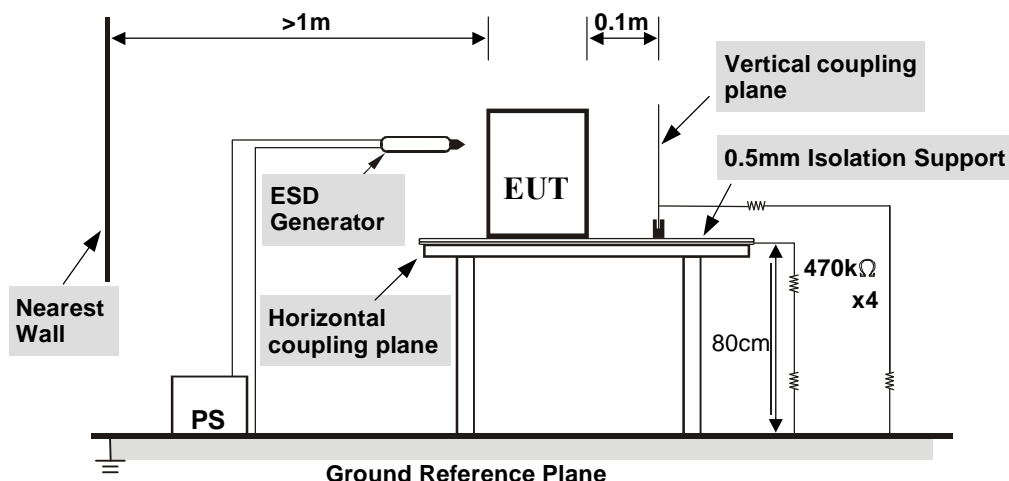 >1m
0.1m
Vertical coupling
plane
0.5mm Isolation Support
ESD
Generator
EUT
470kΩ
x4
Nearest
Wall
Horizontal
coupling plane
80cm
PS
Ground Reference Plane